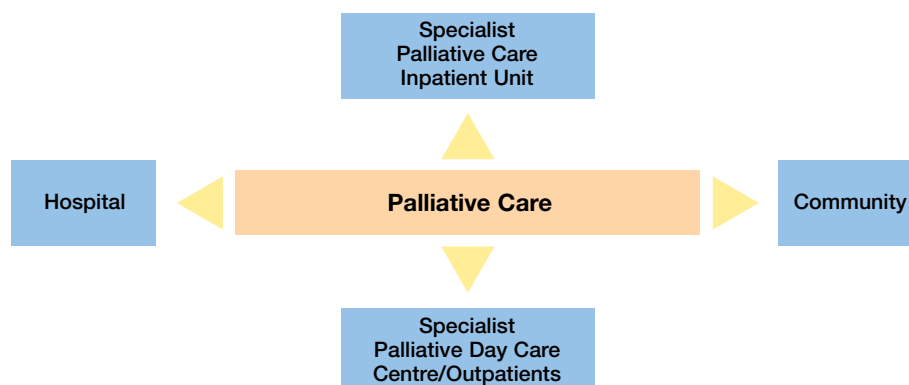 Specialist
Palliative Care
Inpatient Unit
Hospital
Palliative Care
Community
Specialist
Palliative Day Care
Centre/Outpatients